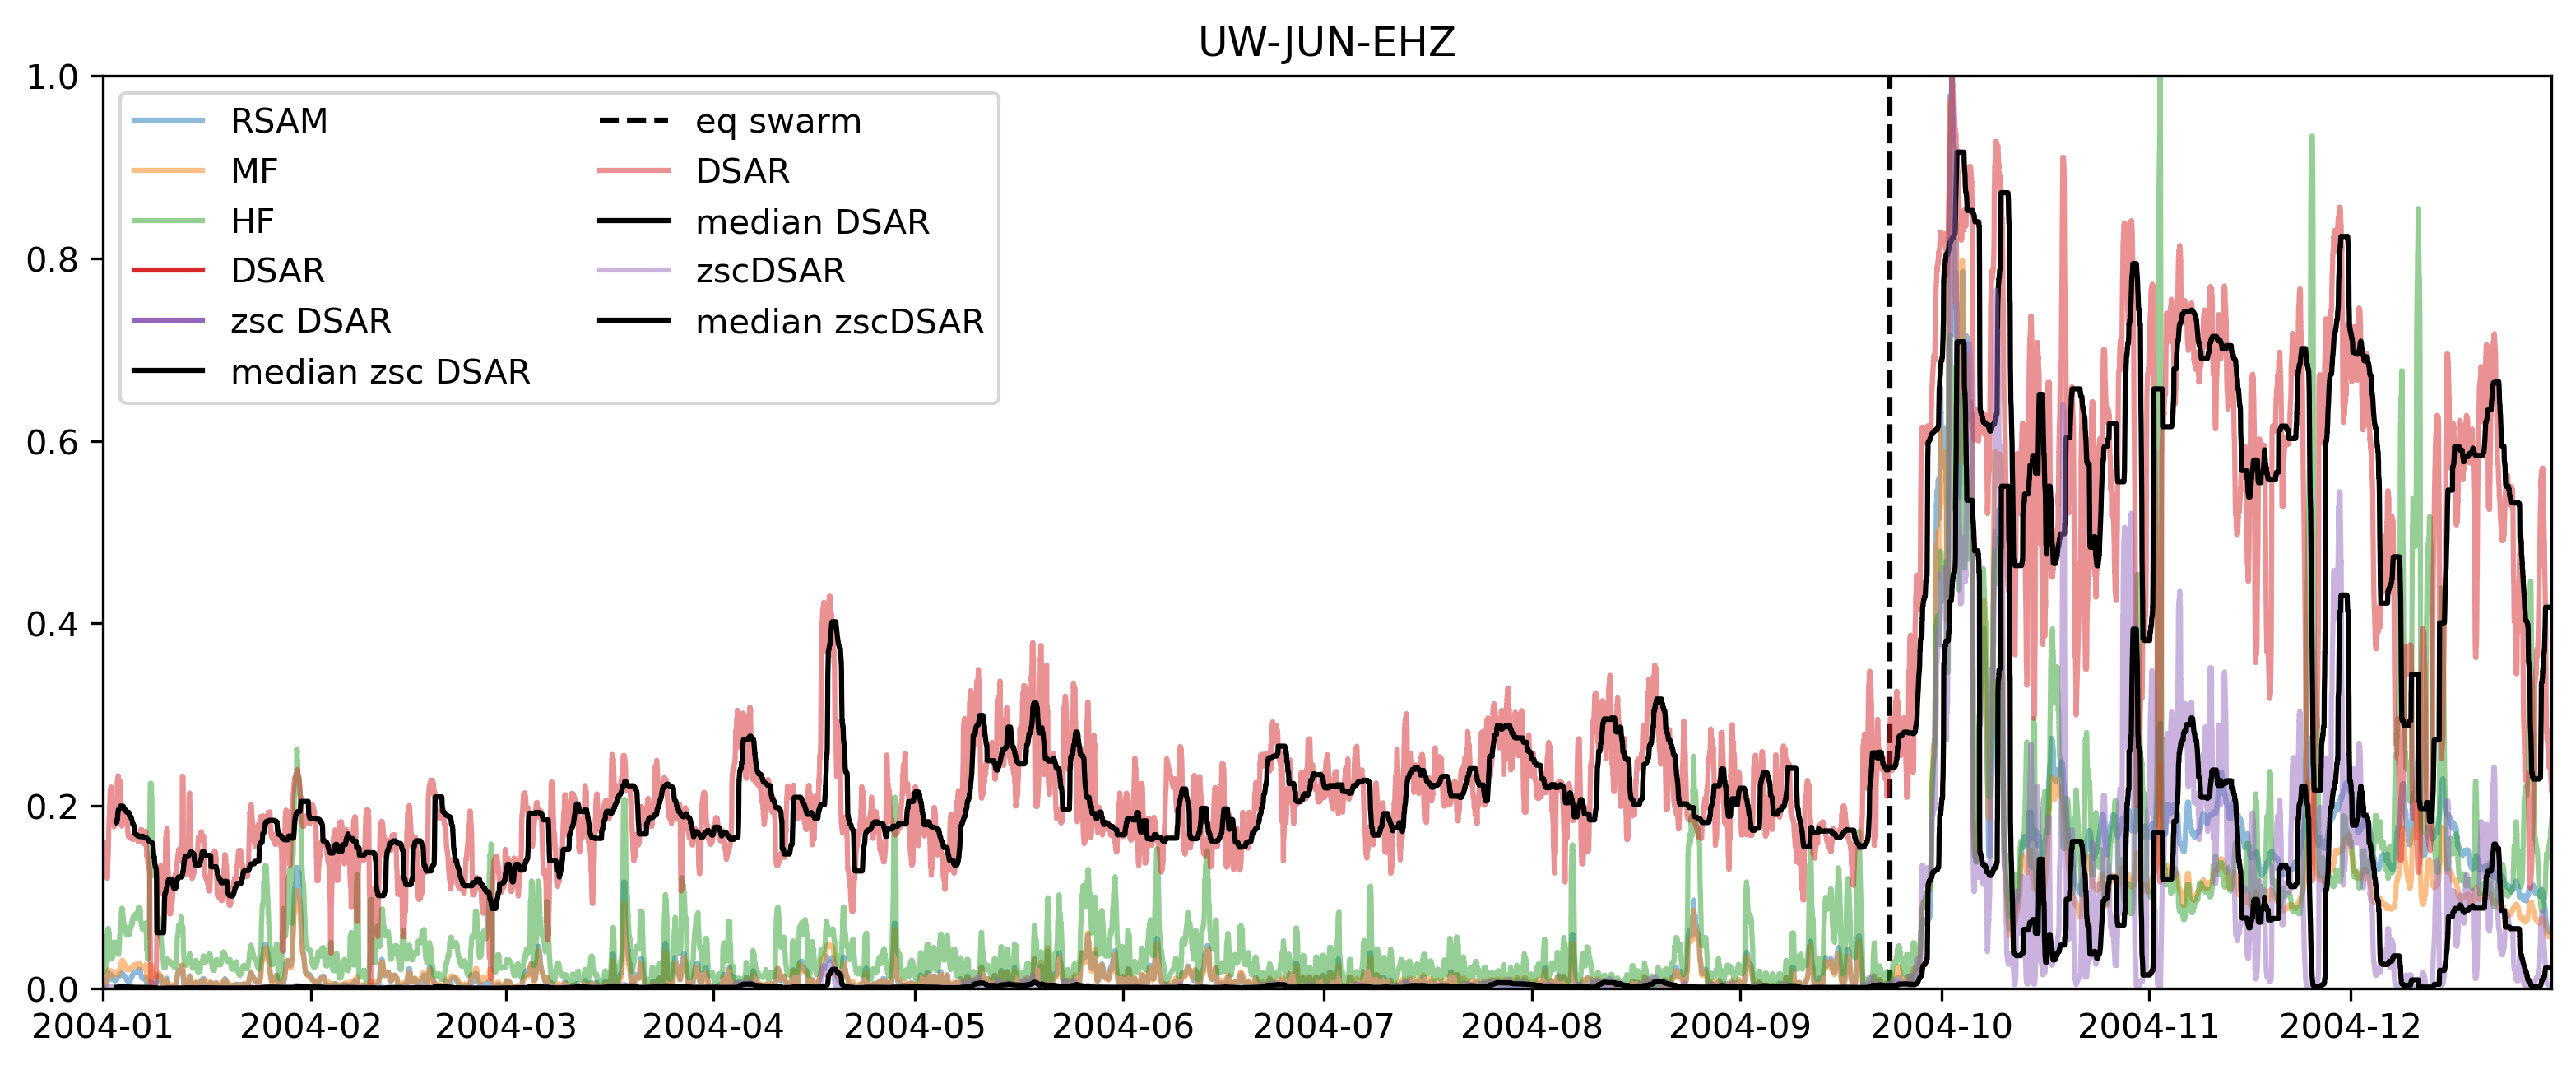 UW-JUN-EHZ
1.0
0.8
0.6
0.4
0.2
0.0
RSAM
MF
HF
DSAR
zsc DSAR
median zsc DSAR
eq swarm
DSAR
median DSAR
zscDSAR
median zscDSAR
2004-01 2004-02 2004-03 2004-04 2004-05 2004-06 2004-07 2004-08 2004-09 2004-10 2004-11 2004-12